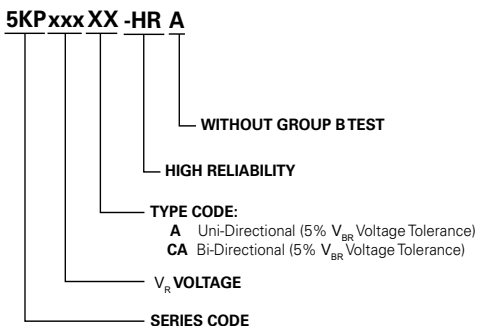 5KPxxxXX-HR A
WITHOUT GROUP B TEST
HIGH RELIABILITY
TYPE CODE:
A Uni-Directional (5% VBR Voltage Tolerance)
CA Bi-Directional (5% VBR Voltage Tolerance)
VR VOLTAGE
SERIES CODE